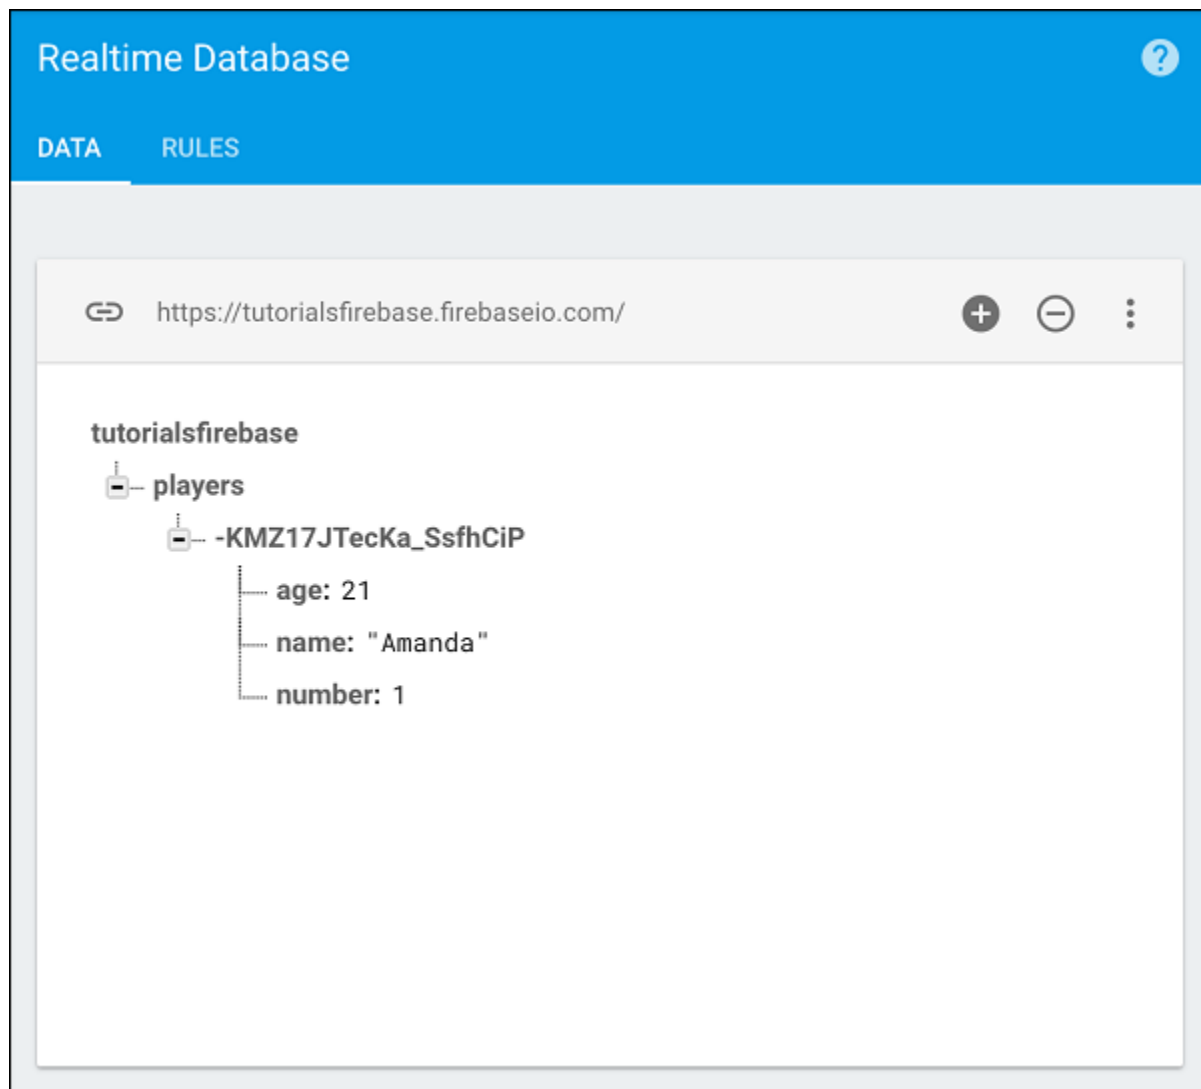 Realtime Database
DATA RULES
https://tutorialsfirebase.firebaseio.com/
tutorialsfirebase
players
-KMZ17JTecKa_SsfhCiP
age: 21
name: "Amanda"
number: 1